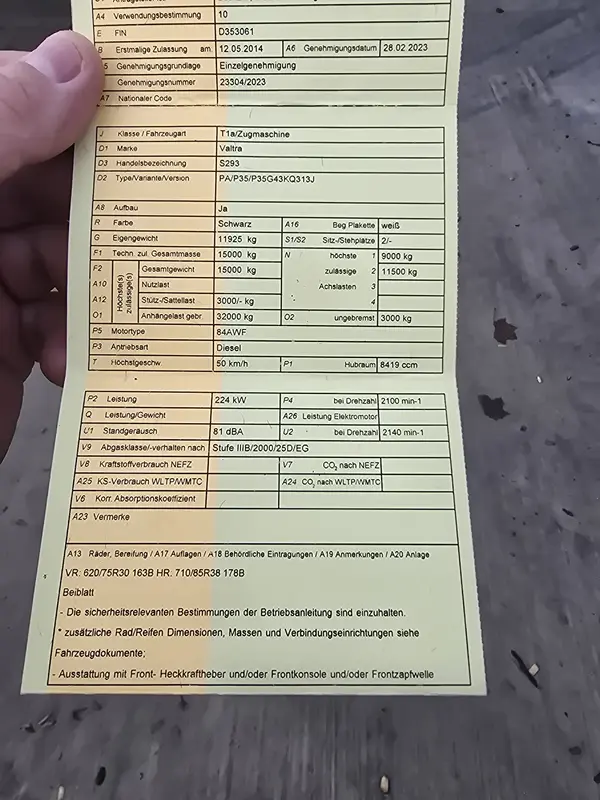 A4 Verwendungsbestimmung 10
E FIN D353061
B Erstmalige Zulassung am 12.05.2014 A6 Genehmigungsdatum 28.02.2023
5 Genehmigungsgrundlage Einzelgenehmigung
Genehmigungsnummer 23304/2023
A7 Nationaler Code
J Klasse / Fahrzeugart T1a/Zugmaschine
D1 Marke Valtra
D3 Handelsbezeichnung S293
D2 Type/Variante/Version PA/P35/P35G43KQ313J
A8 Aufbau Ja
R Farbe Schwarz A16 Beg Plakette weiß
G Eigengewicht 11925 kg S1/S2 Sitz-/Stehplätze 2/-
F1 Techn. zul. Gesamtmasse 15000 kg N höchste 1 9000 kg
F2 Höchste(s) zulässige(s) Gesamtgewicht 15000 kg zulässige 2 11500 kg
A10 Nutzlast Achslasten 3
A12 Stütz-/Sattellast 3000/- kg 4
O1 Anhängelast gebr. 32000 kg O2 ungebremst 3000 kg
P5 Motortype 84AWF
P3 Antriebsart Diesel
T Höchstgeschw. 50 km/h P1 Hubraum 8419 ccm
P2 Leistung 224 kW P4 bei Drehzahl 2100 min-1
Q Leistung/Gewicht A26 Leistung Elektromotor
U1 Standgeräusch 81 dBA U2 bei Drehzahl 2140 min-1
V9 Abgasklasse/-verhalten nach Stufe IIIB/2000/25D/EG
V8 Kraftstoffverbrauch NEFZ V7 CO2 nach NEFZ
A25 KS-Verbrauch WLTP/WMTC A24 CO2 nach WLTP/WMTC
V6 Korr. Absorptionskoeffizient
A23 Vermerke
A13 Räder, Bereifung / A17 Auflagen / A18 Behördliche Eintragungen / A19 Anmerkungen / A20 Anlage
VR: 620/75R30 163B HR: 710/85R38 178B
Beiblatt
- Die sicherheitsrelevanten Bestimmungen der Betriebsanleitung sind einzuhalten.
* zusätzliche Rad/Reifen Dimensionen, Massen und Verbindungseinrichtungen siehe
Fahrzeugdokumente;
- Ausstattung mit Front- Heckkraftheber und/oder Frontkonsole und/oder Frontzapfwelle